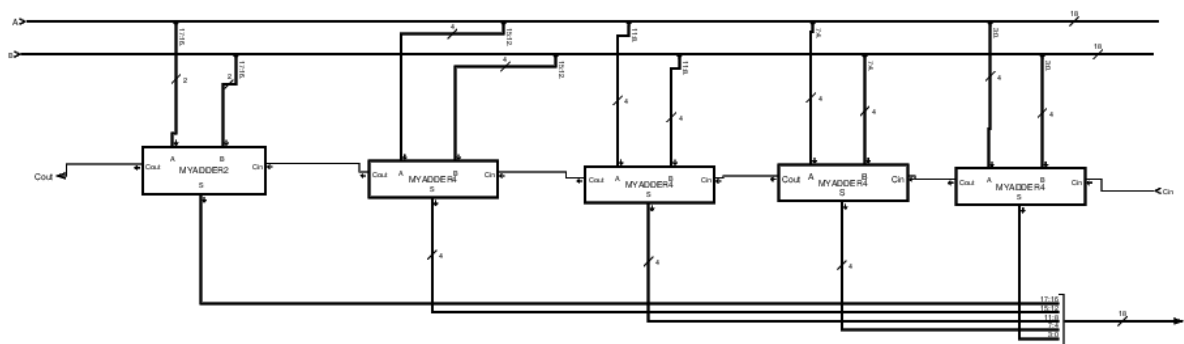 A
18
B
18
17:16
17:16
4
15:12
4
15:12
11:8
11:8
7:4
7:4
3:0
3:0
2
2
4
4
4
4
4
4
A B
Cout Cin
MYADDER2
S
A B
Cout Cin
MYADDER4
S
A B
Cout Cin
MYADDER4
S
A B
Cout Cin
MYADDER4
S
A B
Cout Cin
MYADDER4
S
Cout
Cin
4
4
4
17:16
15:12
11:8
7:4
3:0
18